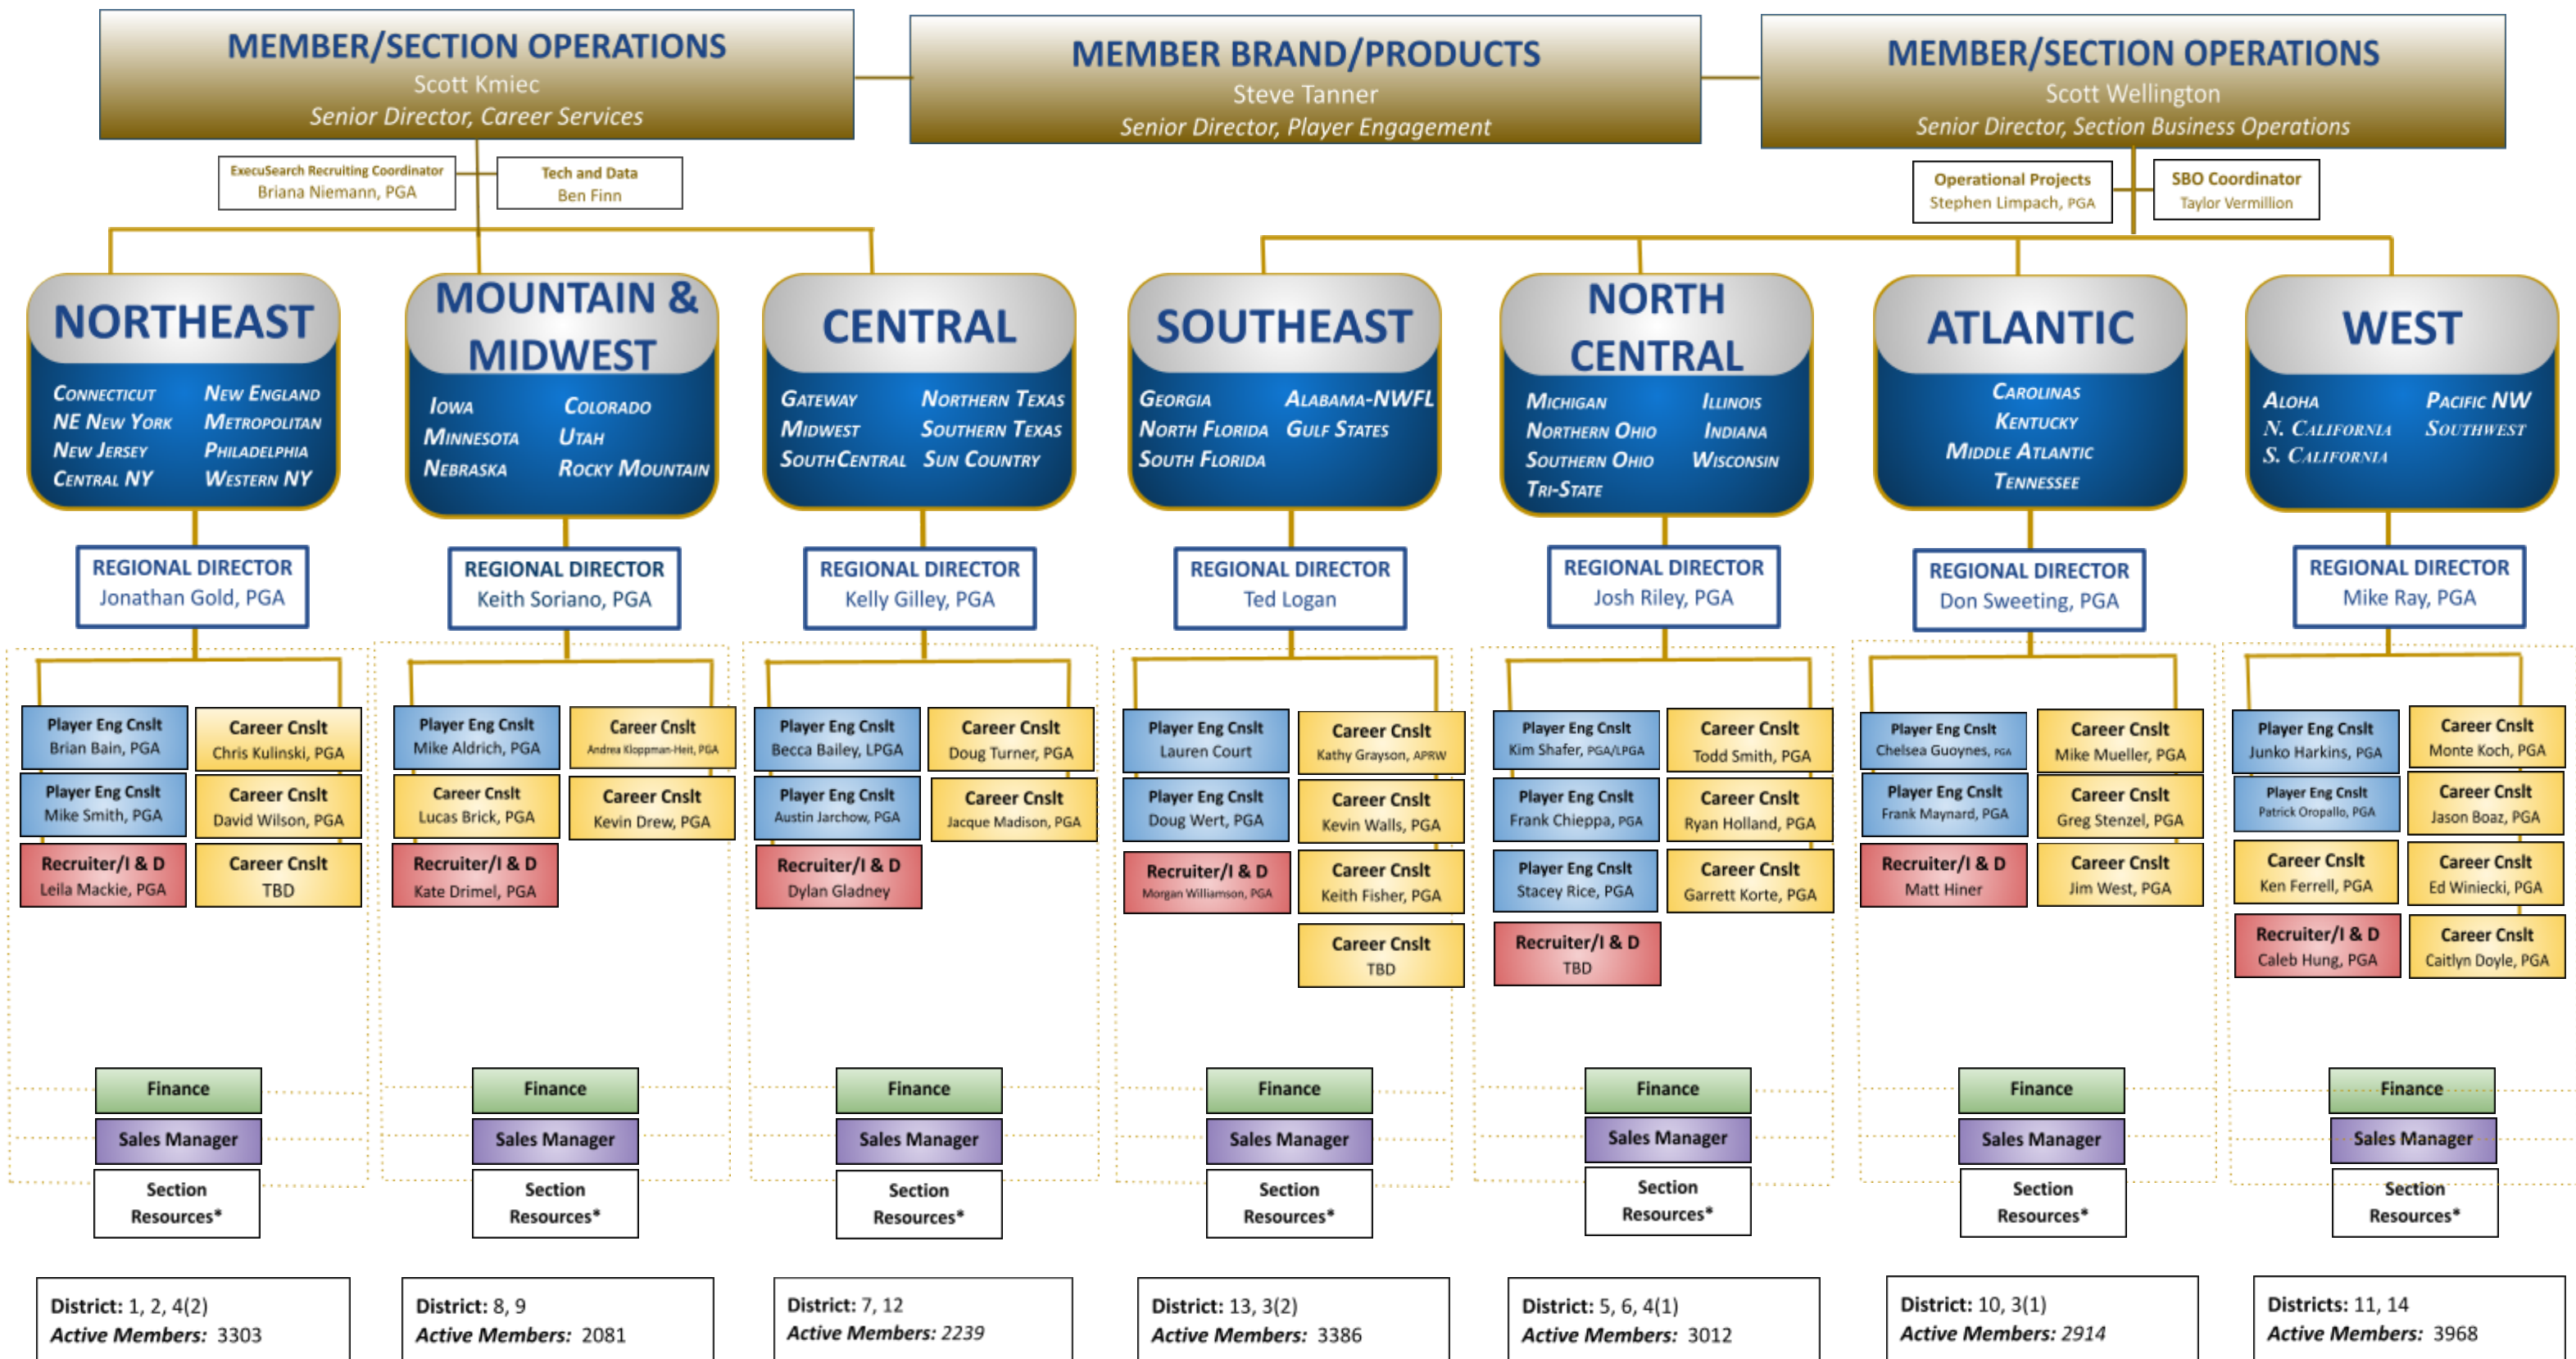 MEMBER/SECTION OPERATIONS
Scott Kmiec
Senior Director, Career Services
MEMBER BRAND/PRODUCTS
Steve Tanner
Senior Director, Player Engagement
MEMBER/SECTION OPERATIONS
Scott Wellington
Senior Director, Section Business Operations
ExecuSearch Recruiting Coordinator
Briana Niemann, PGA
Tech and Data
Ben Finn
Operational Projects
Stephen Limpach, PGA
SBO Coordinator
Taylor Vermillion
NORTHEAST
CONNECTICUT NEW ENGLAND
NE NEW YORK METROPOLITAN
NEW JERSEY PHILADELPHIA
CENTRAL NY WESTERN NY
REGIONAL DIRECTOR
Jonathan Gold, PGA
Player Eng Cnslt
Brian Bain, PGA
Career Cnslt
Chris Kulinski, PGA
Player Eng Cnslt
Mike Smith, PGA
Career Cnslt
David Wilson, PGA
Recruiter/I & D
Leila Mackie, PGA
Career Cnslt
TBD
Finance
Sales Manager
Section
Resources*
District: 1, 2, 4(2)
Active Members: 3303
MOUNTAIN &
MIDWEST
IOWA COLORADO
MINNESOTA UTAH
NEBRASKA ROCKY MOUNTAIN
REGIONAL DIRECTOR
Keith Soriano, PGA
Player Eng Cnslt
Mike Aldrich, PGA
Career Cnslt
Andrea Kloppman-Heit, PGA
Career Cnslt
Lucas Brick, PGA
Career Cnslt
Kevin Drew, PGA
Recruiter/I & D
Kate Drimel, PGA
Finance
Sales Manager
Section
Resources*
District: 8, 9
Active Members: 2081
CENTRAL
GATEWAY NORTHERN TEXAS
MIDWEST SOUTHERN TEXAS
SOUTHCENTRAL SUN COUNTRY
REGIONAL DIRECTOR
Kelly Gilley, PGA
Player Eng Cnslt
Becca Bailey, LPGA
Career Cnslt
Doug Turner, PGA
Player Eng Cnslt
Austin Jarchow, PGA
Career Cnslt
Jacque Madison, PGA
Recruiter/I & D
Dylan Gladney
Finance
Sales Manager
Section
Resources*
District: 7, 12
Active Members: 2239
SOUTHEAST
GEORGIA ALABAMA-NWFL
NORTH FLORIDA GULF STATES
SOUTH FLORIDA
REGIONAL DIRECTOR
Ted Logan
Player Eng Cnslt
Lauren Court
Career Cnslt
Kathy Grayson, APRW
Player Eng Cnslt
Doug Wert, PGA
Career Cnslt
Kevin Walls, PGA
Recruiter/I & D
Morgan Williamson, PGA
Career Cnslt
Keith Fisher, PGA
Career Cnslt
TBD
Finance
Sales Manager
Section
Resources*
District: 13, 3(2)
Active Members: 3386
NORTH
CENTRAL
MICHIGAN ILLINOIS
NORTHERN OHIO INDIANA
SOUTHERN OHIO WISCONSIN
TRI-STATE
REGIONAL DIRECTOR
Josh Riley, PGA
Player Eng Cnslt
Kim Shafer, PGA/LPGA
Career Cnslt
Todd Smith, PGA
Player Eng Cnslt
Frank Chieppa, PGA
Career Cnslt
Ryan Holland, PGA
Player Eng Cnslt
Stacey Rice, PGA
Career Cnslt
Garrett Korte, PGA
Recruiter/I & D
TBD
Finance
Sales Manager
Section
Resources*
District: 5, 6, 4(1)
Active Members: 3012
ATLANTIC
CAROLINAS
KENTUCKY
MIDDLE ATLANTIC
TENNESSEE
REGIONAL DIRECTOR
Don Sweeting, PGA
Player Eng Cnslt
Chelsea Guoynes, PGA
Career Cnslt
Mike Mueller, PGA
Player Eng Cnslt
Frank Maynard, PGA
Career Cnslt
Greg Stenzel, PGA
Recruiter/I & D
Matt Hiner
Career Cnslt
Jim West, PGA
Finance
Sales Manager
Section
Resources*
District: 10, 3(1)
Active Members: 2914
WEST
ALOHA PACIFIC NW
N. CALIFORNIA SOUTHWEST
S. CALIFORNIA
REGIONAL DIRECTOR
Mike Ray, PGA
Player Eng Cnslt
Junko Harkins, PGA
Career Cnslt
Monte Koch, PGA
Player Eng Cnslt
Patrick Oropallo, PGA
Career Cnslt
Jason Boaz, PGA
Career Cnslt
Ken Ferrell, PGA
Career Cnslt
Ed Winiecki, PGA
Recruiter/I & D
Caleb Hung, PGA
Career Cnslt
Caitlyn Doyle, PGA
Finance
Sales Manager
Section
Resources*
Districts: 11, 14
Active Members: 3968